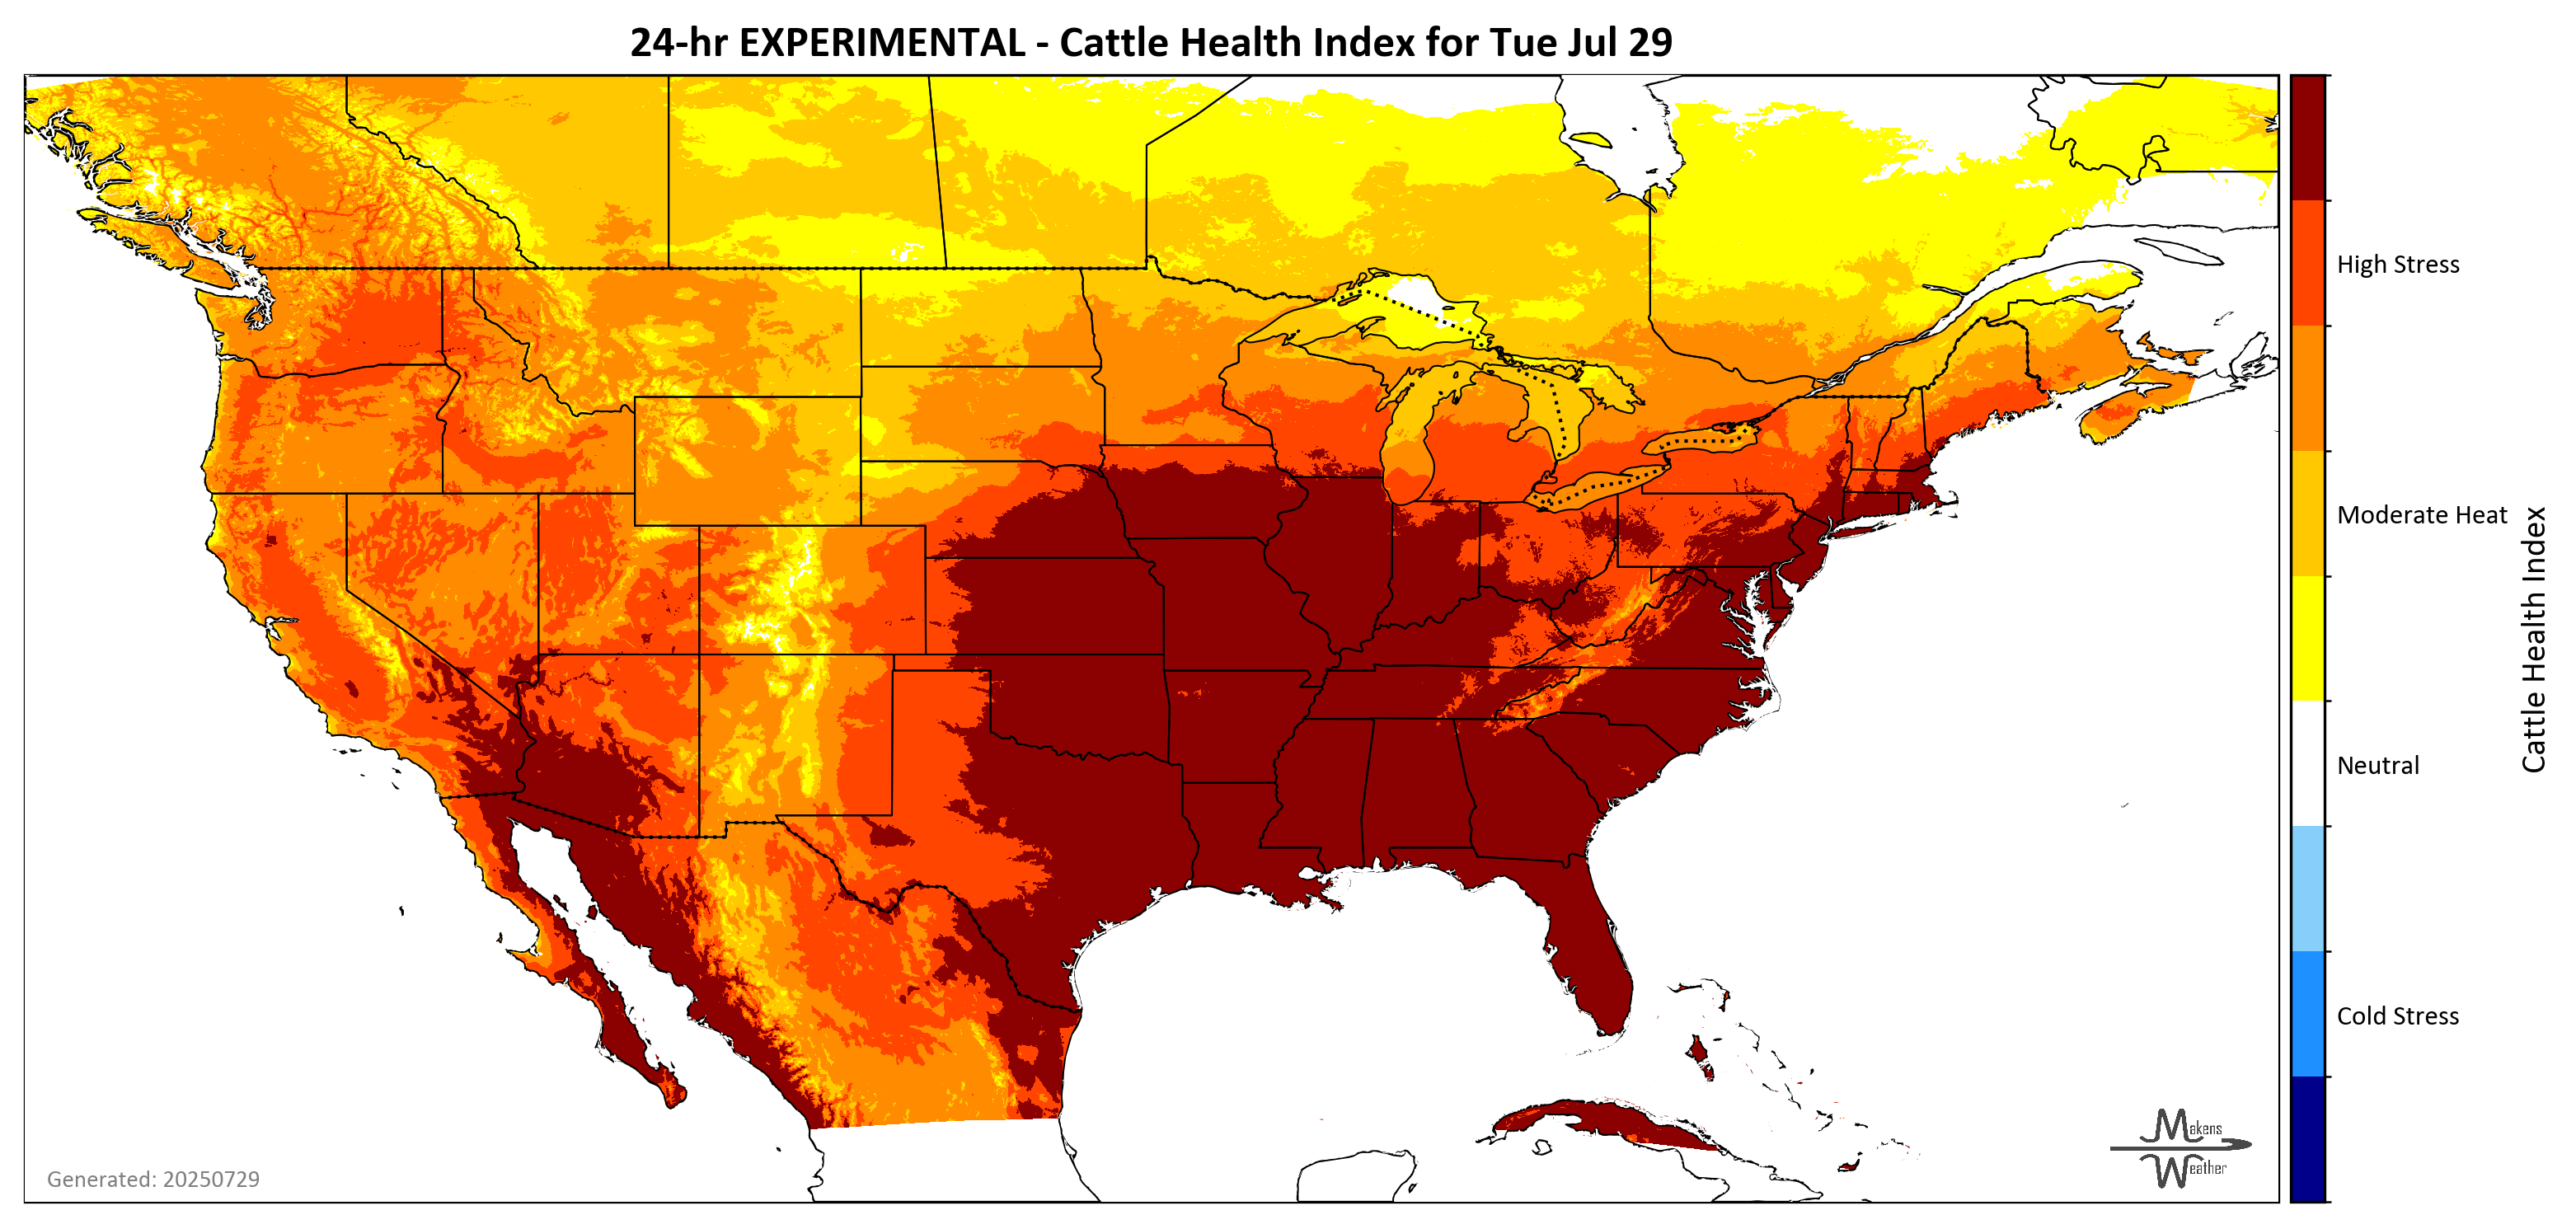 24-hr EXPERIMENTAL - Cattle Health Index for Tue Jul 29
High Stress
Moderate Heat
Neutral
Cold Stress
Cattle Health Index
Makens
Weather
Generated: 20250729